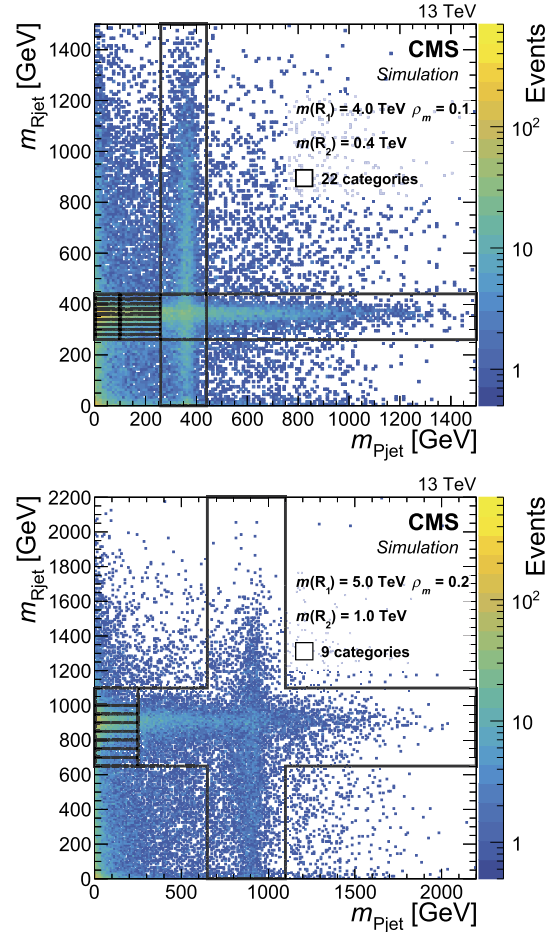 13 TeV
CMS
Simulation
m(R₁) = 4.0 TeV ρₘ = 0.1
m(R₂) = 0.4 TeV
22 categories
mRjet [GeV]
1400
1200
1000
800
600
400
200
0
0 200 400 600 800 1000 1200 1400
mPjet [GeV]
Events
10²
10
1
13 TeV
CMS
Simulation
m(R₁) = 5.0 TeV ρₘ = 0.2
m(R₂) = 1.0 TeV
9 categories
mRjet [GeV]
2200
2000
1800
1600
1400
1200
1000
800
600
400
200
0
0 500 1000 1500 2000
mPjet [GeV]
Events
10²
10
1